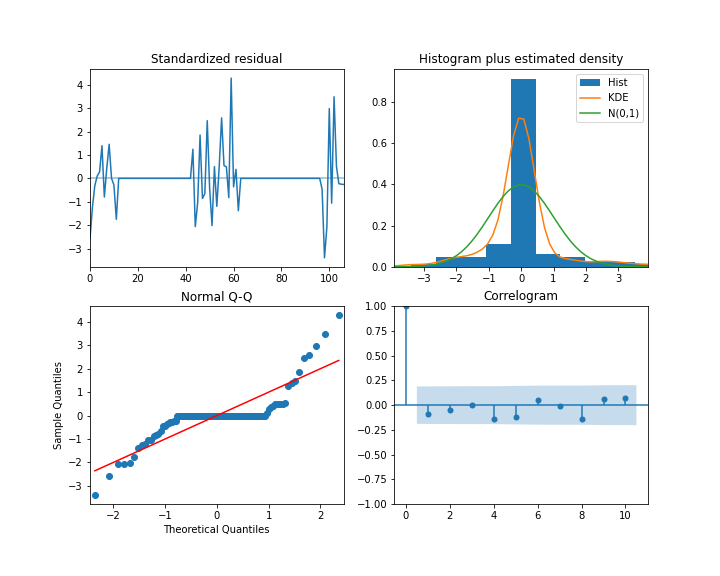 Standardized residual
4
3
2
1
0
−1
−2
−3
0 20 40 60 80 100
Histogram plus estimated density
Hist
KDE
N(0,1)
0.8
0.6
0.4
0.2
0.0
−3 −2 −1 0 1 2 3
Normal Q-Q
Sample Quantiles
4
3
2
1
0
−1
−2
−3
−2 −1 0 1 2
Theoretical Quantiles
Correlogram
1.00
0.75
0.50
0.25
0.00
−0.25
−0.50
−0.75
−1.00
0 2 4 6 8 10